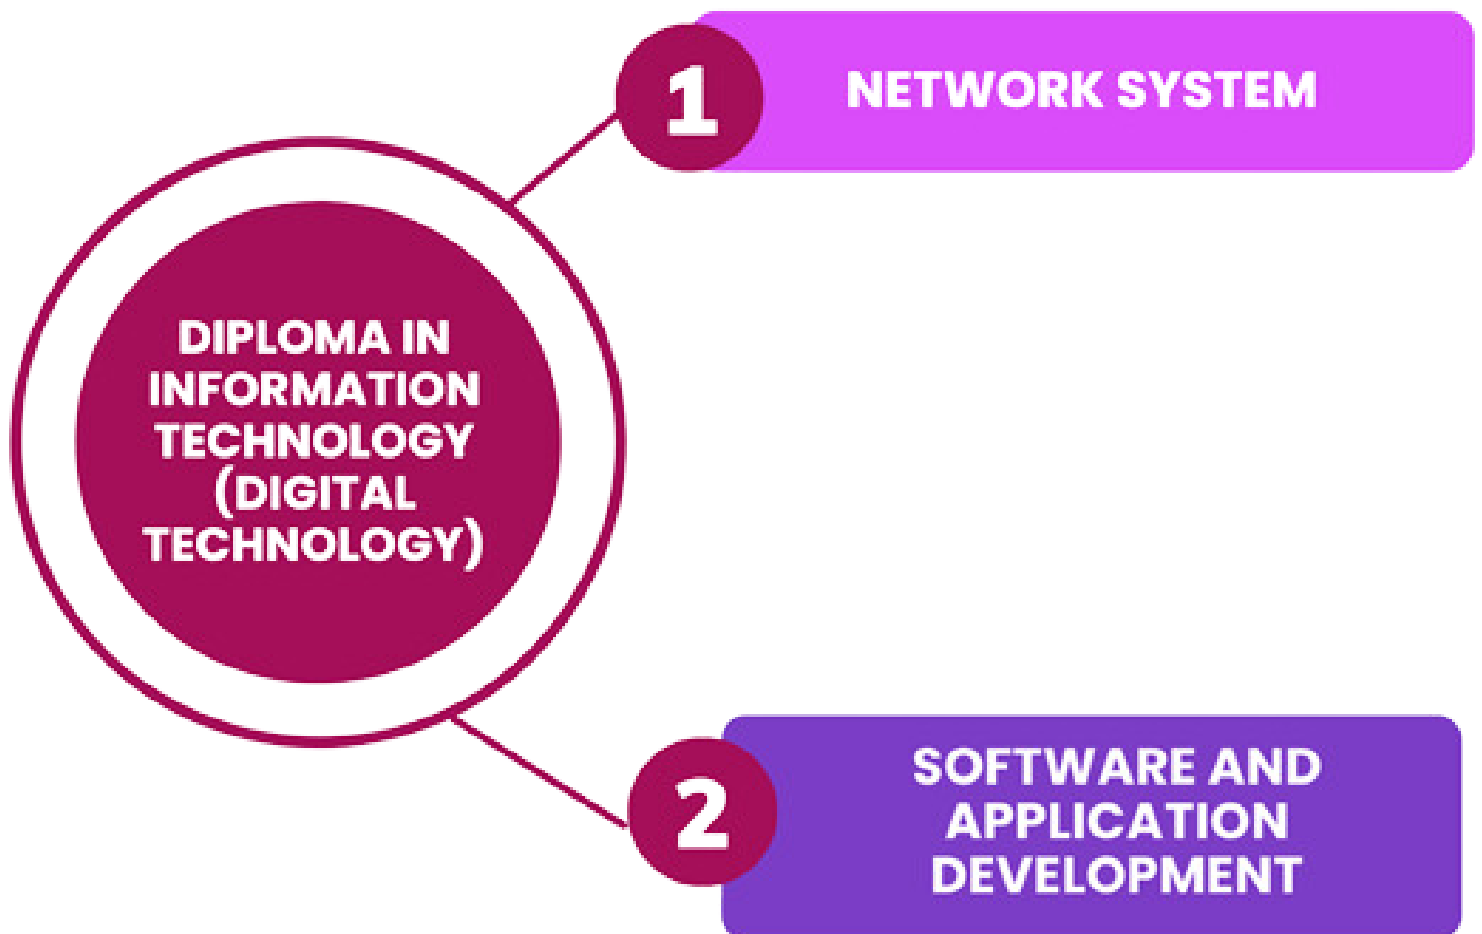 1
NETWORK SYSTEM
DIPLOMA IN
INFORMATION
TECHNOLOGY
(DIGITAL
TECHNOLOGY)
2
SOFTWARE AND
APPLICATION
DEVELOPMENT